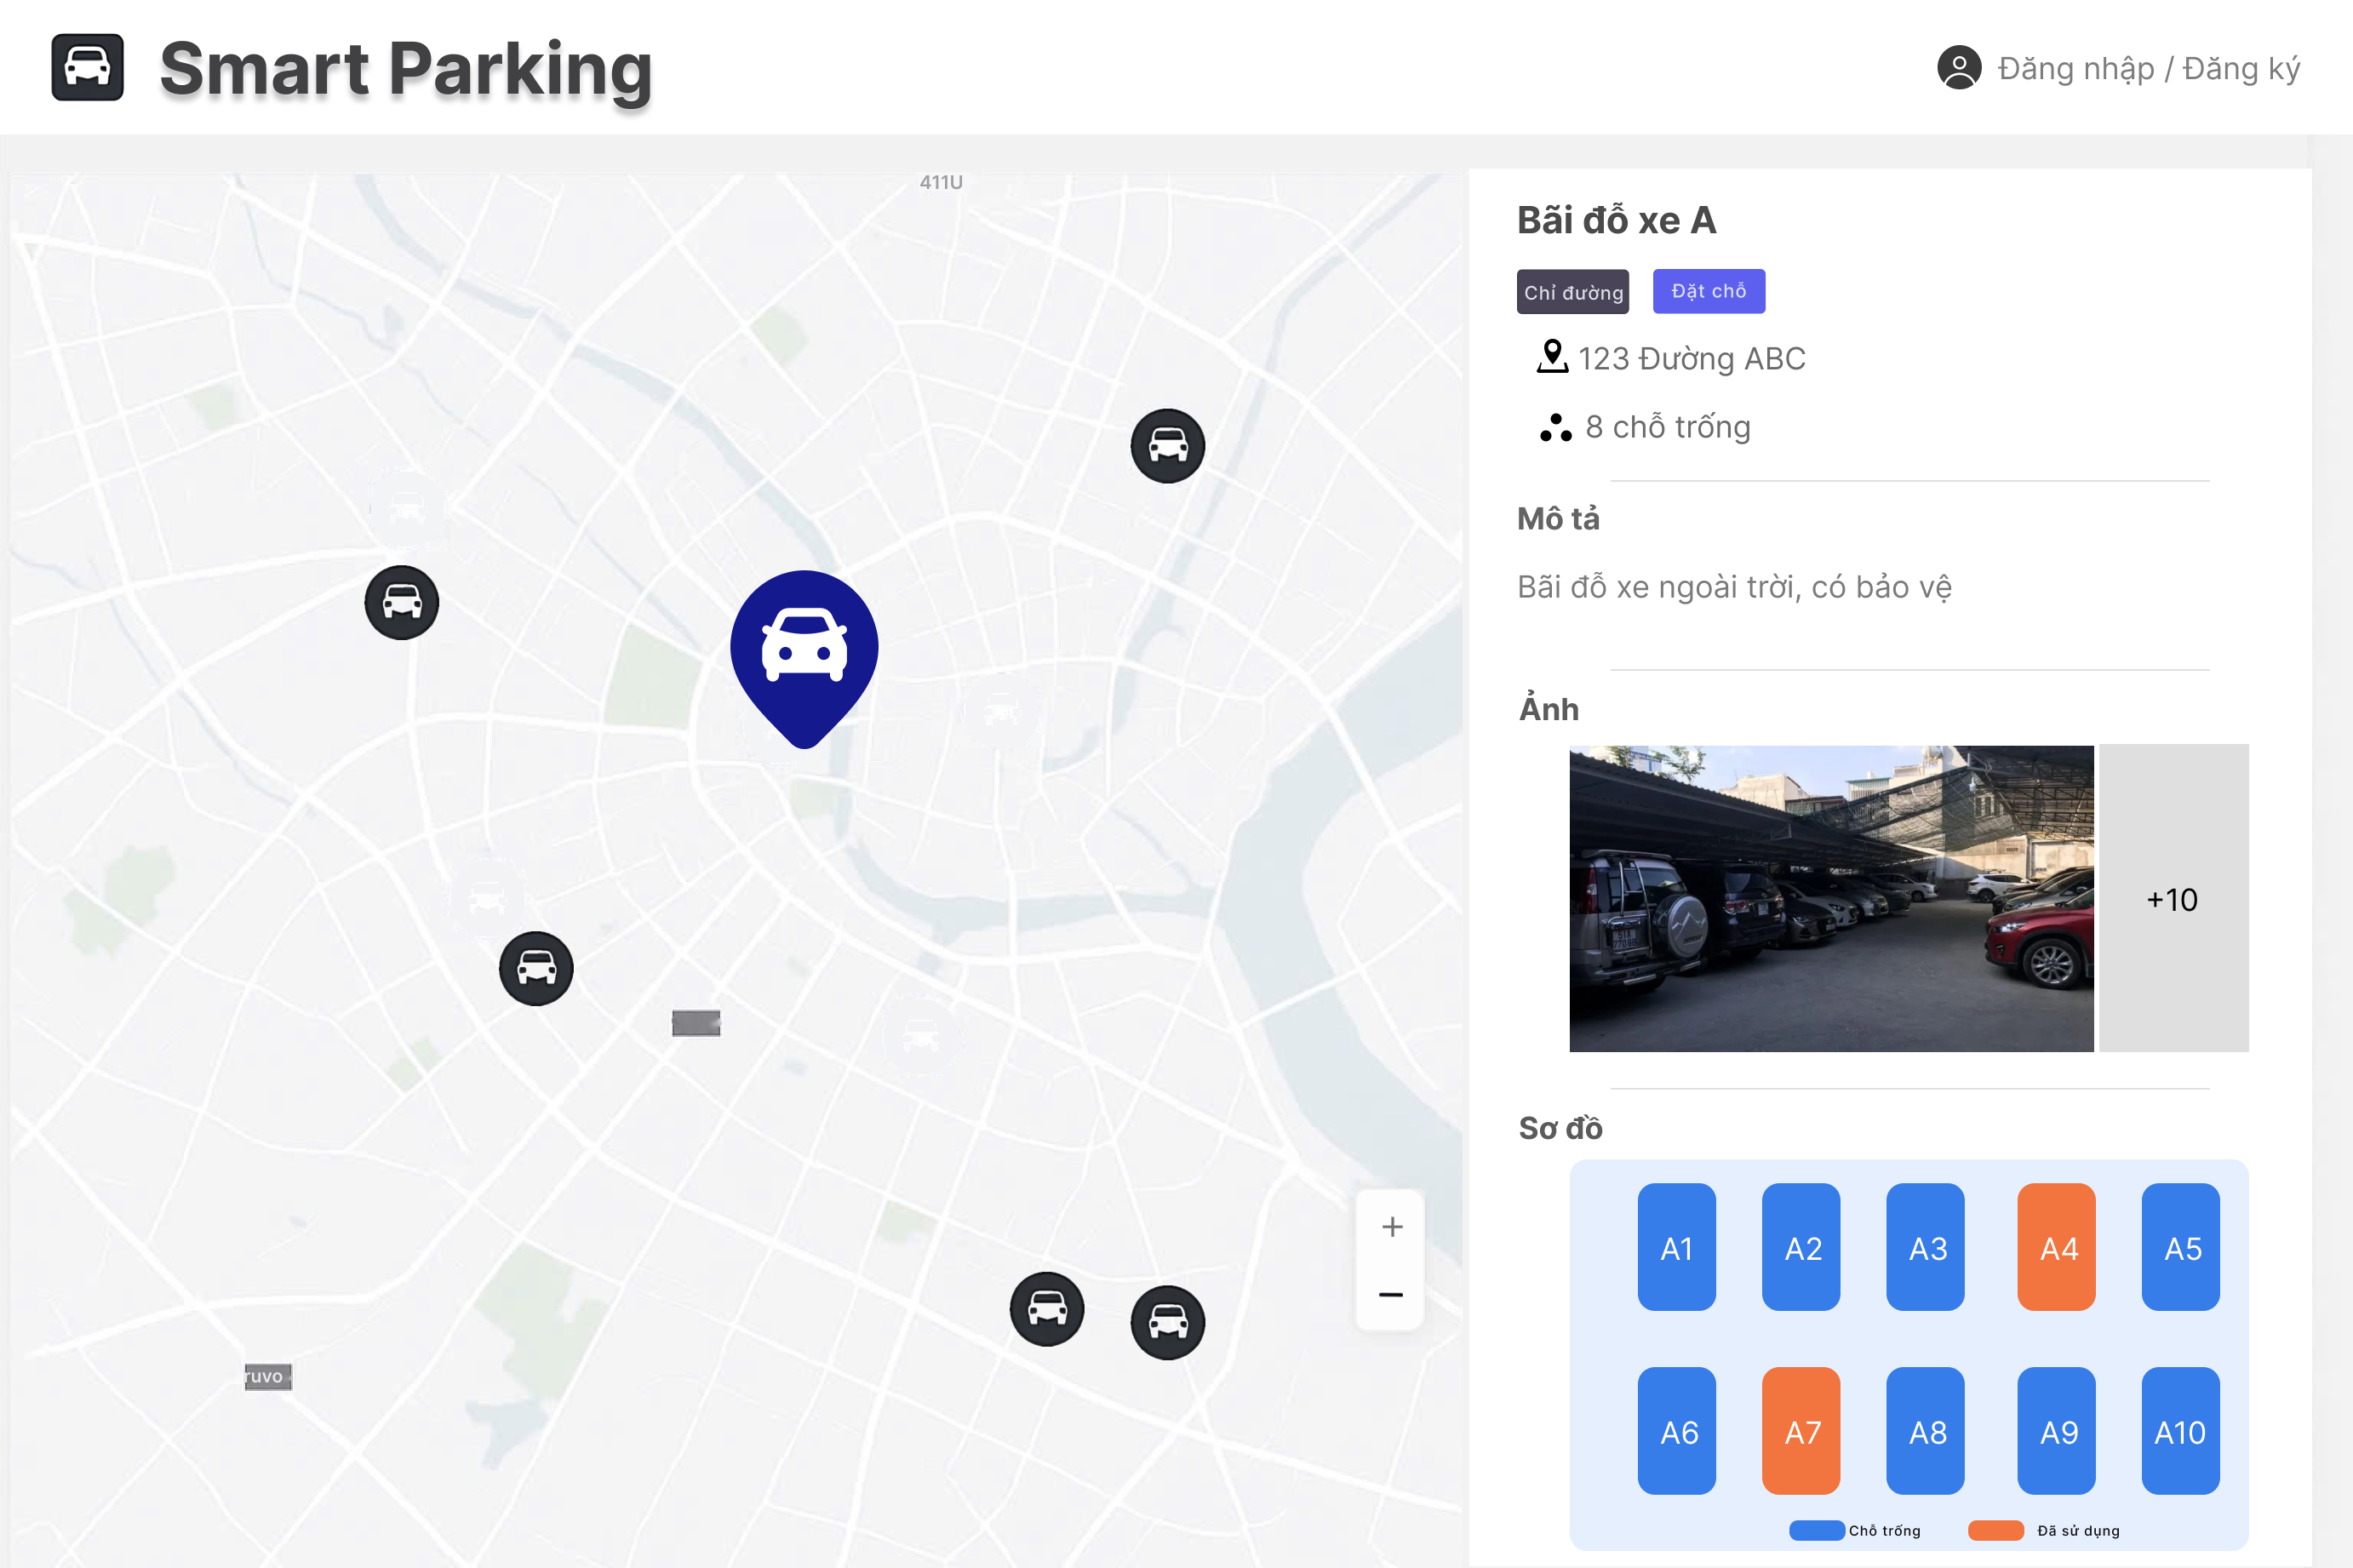 Smart Parking
Đăng nhập / Đăng ký
411U
ruvo
Bãi đỗ xe A
Chỉ đường
Đặt chỗ
123 Đường ABC
8 chỗ trống
Mô tả
Bãi đỗ xe ngoài trời, có bảo vệ
Ảnh
+10
Sơ đồ
A1 A2 A3 A4 A5
A6 A7 A8 A9 A10
Chỗ trống
Đã sử dụng